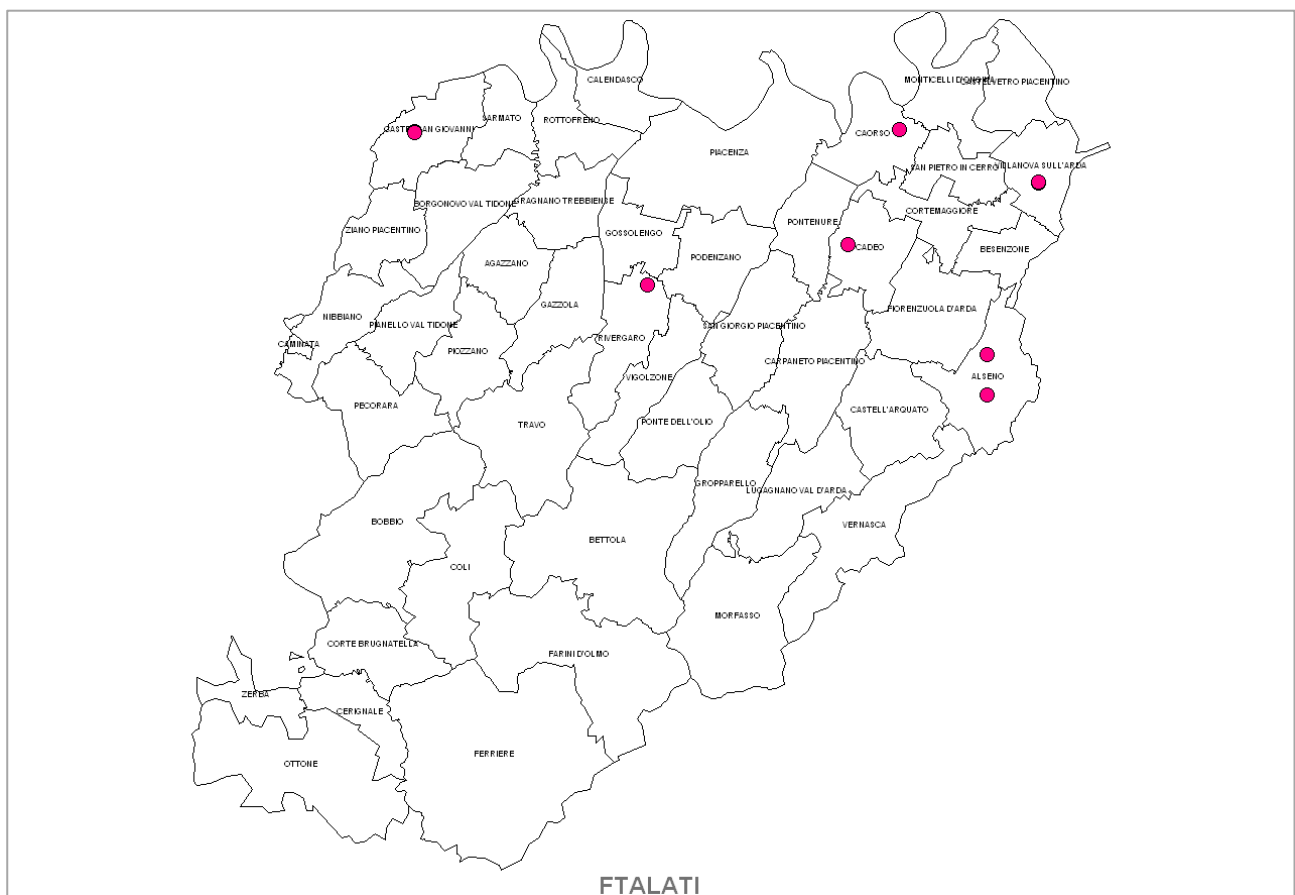 CALENDASCO
MONTICELLI D'ONGINA
CASTELVETRO PIACENTINO
SARMATO
ROTTOFRENO
CASTEL SAN GIOVANNI
CAORSO
PIACENZA
SAN PIETRO IN CERRO
VILLANOVA SULL'ARDA
BORGONOVO VAL TIDONE
GRAGNANO TREBBIENSE
CORTEMAGGIORE
PONTENURE
ZIANO PIACENTINO
GOSSOLENGO
CADEO
BESENZONE
PODENZANO
AGAZZANO
GAZZOLA
FIORENZUOLA D'ARDA
NIBBIANO
PIANELLO VAL TIDONE
SAN GIORGIO PIACENTINO
RIVERGARO
CAMINATA
PIOZZANO
CARPANETO PIACENTINO
VIGOLZONE
ALSENO
PECORARA
CASTELL'ARQUATO
TRAVO
PONTE DELL'OLIO
GROPPARELLO
LUGAGNANO VAL D'ARDA
BOBBIO
VERNASCA
BETTOLA
COLI
MORFASSO
CORTE BRUGNATELLA
FARINI D'OLMO
ZERBA
CERIGNALE
FERRIERE
OTTONE
FTALATI